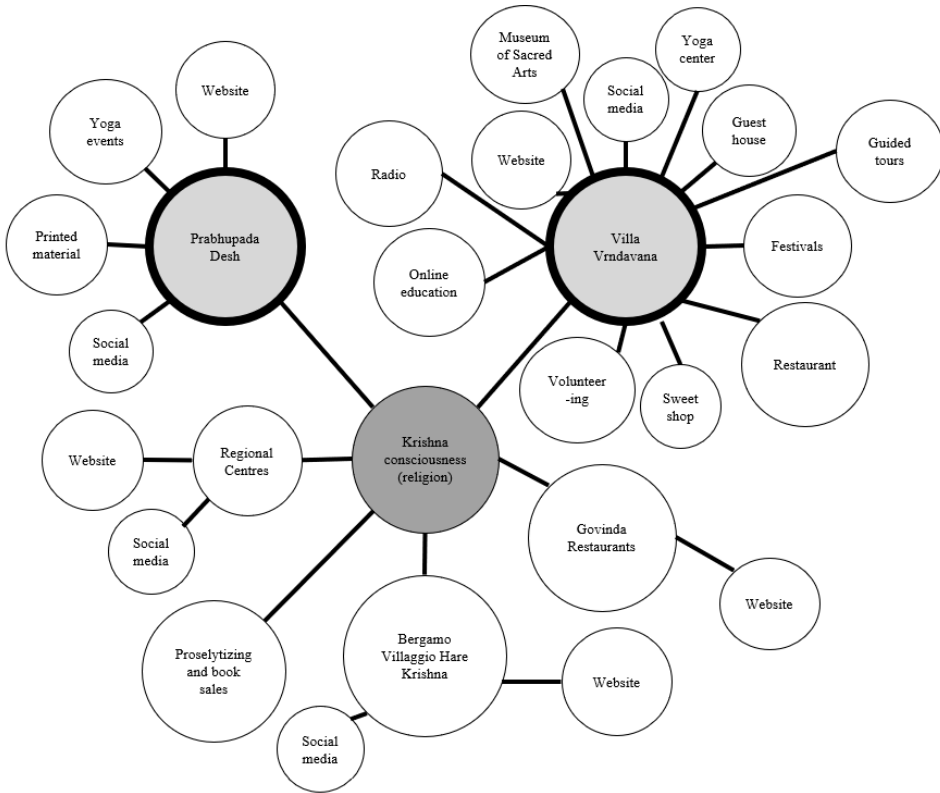 Museum
of Sacred
Arts
Yoga
center
Website
Social
media
Yoga
events
Guest
house
Guided
tours
Website
Radio
Printed
material
Prabhupada
Desh
Villa
Vrndavana
Festivals
Online
education
Social
media
Restaurant
Volunteer
-ing
Sweet
shop
Krishna
consciousness
(religion)
Website
Regional
Centres
Govinda
Restaurants
Social
media
Website
Proselytizing
and book
sales
Bergamo
Villaggio Hare
Krishna
Website
Social
media